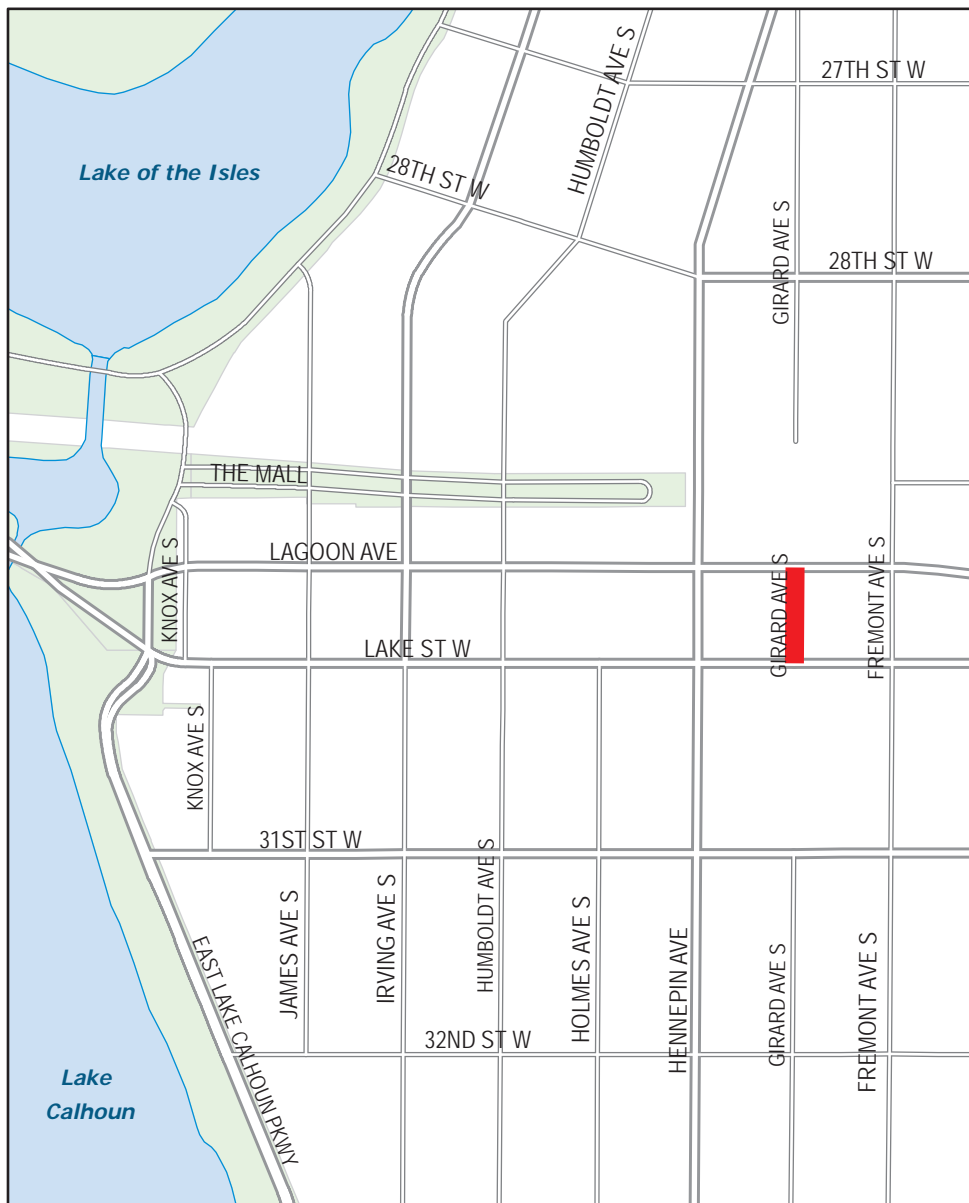 HUMBOLDT AVE S
27TH ST W
Lake of the Isles
28TH ST W
GIRARD AVE S
28TH ST W
THE MALL
LAGOON AVE
KNOX AVE S
GIRARD AVE S
FREMONT AVE S
LAKE ST W
KNOX AVE S
31ST ST W
JAMES AVE S
IRVING AVE S
HUMBOLDT AVE S
HOLMES AVE S
HENNEPIN AVE
GIRARD AVE S
FREMONT AVE S
EAST LAKE CALHOUN PKWY
32ND ST W
Lake
Calhoun